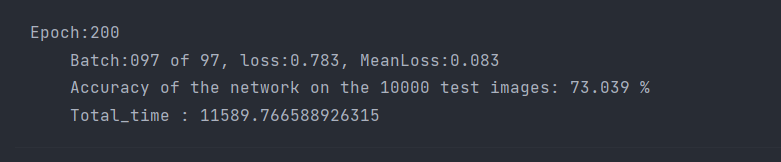 Epoch:200
Batch:097 of 97, loss:0.783, MeanLoss:0.083
Accuracy of the network on the 10000 test images: 73.039 %
Total_time : 11589.766588926315